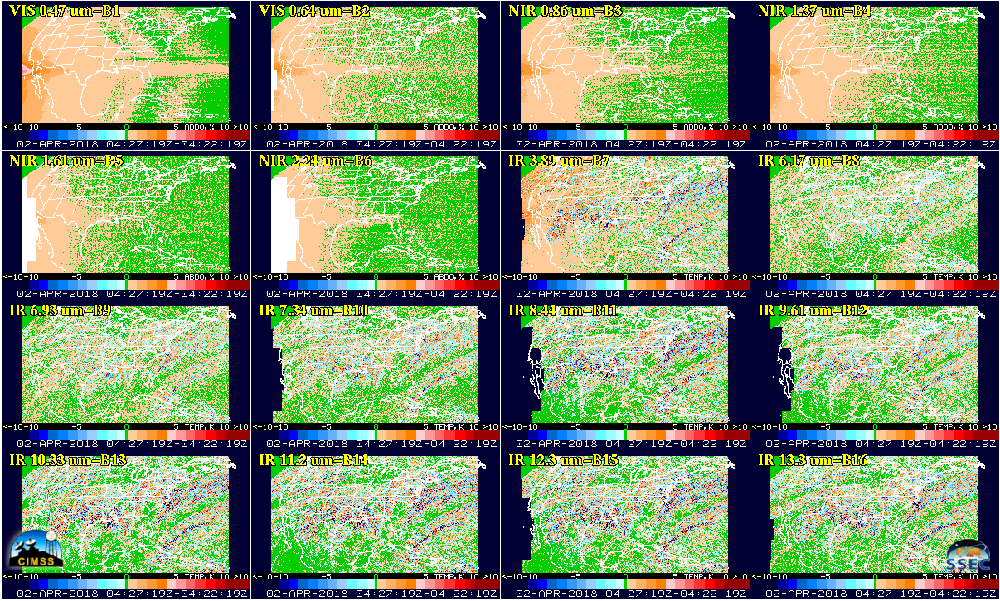 VIS 0.47 um-B1
VIS 0.64 um-B2
NIR 0.86 um-B3
NIR 1.37 um-B4
<-10-10 -5 0 5 ABDO,% 10 >10
<-10-10 -5 0 5 ABDO,% 10 >10
<-10-10 -5 0 5 ABDO,% 10 >10
<-10-10 -5 0 5 ABDO,% 10 >10
02-APR-2018 04:27:19Z-04:22:19Z
02-APR-2018 04:27:19Z-04:22:19Z
02-APR-2018 04:27:19Z-04:22:19Z
02-APR-2018 04:27:19Z-04:22:19Z
NIR 1.61 um-B5
NIR 2.24 um-B6
IR 3.89 um-B7
IR 6.17 um-B8
<-10-10 -5 0 5 ABDO,% 10 >10
<-10-10 -5 0 5 ABDO,% 10 >10
<-10-10 -5 0 5 TEMP,K 10 >10
<-10-10 -5 0 5 TEMP,K 10 >10
02-APR-2018 04:27:19Z-04:22:19Z
02-APR-2018 04:27:19Z-04:22:19Z
02-APR-2018 04:27:19Z-04:22:19Z
02-APR-2018 04:27:19Z-04:22:19Z
IR 6.93 um-B9
IR 7.34 um-B10
IR 8.44 um-B11
IR 9.61 um-B12
<-10-10 -5 0 5 TEMP,K 10 >10
<-10-10 -5 0 5 TEMP,K 10 >10
<-10-10 -5 0 5 TEMP,K 10 >10
<-10-10 -5 0 5 TEMP,K 10 >10
02-APR-2018 04:27:19Z-04:22:19Z
02-APR-2018 04:27:19Z-04:22:19Z
02-APR-2018 04:27:19Z-04:22:19Z
02-APR-2018 04:27:19Z-04:22:19Z
IR 10.33 um-B13
IR 11.2 um-B14
IR 12.3 um-B15
IR 13.3 um-B16
CIMSS
SSEC
<-10-10 -5 0 5 TEMP,K 10 >10
<-10-10 -5 0 5 TEMP,K 10 >10
<-10-10 -5 0 5 TEMP,K 10 >10
<-10-10 -5 0 5 TEMP,K 10 >10
02-APR-2018 04:27:19Z-04:22:19Z
02-APR-2018 04:27:19Z-04:22:19Z
02-APR-2018 04:27:19Z-04:22:19Z
02-APR-2018 04:27:19Z-04:22:19Z